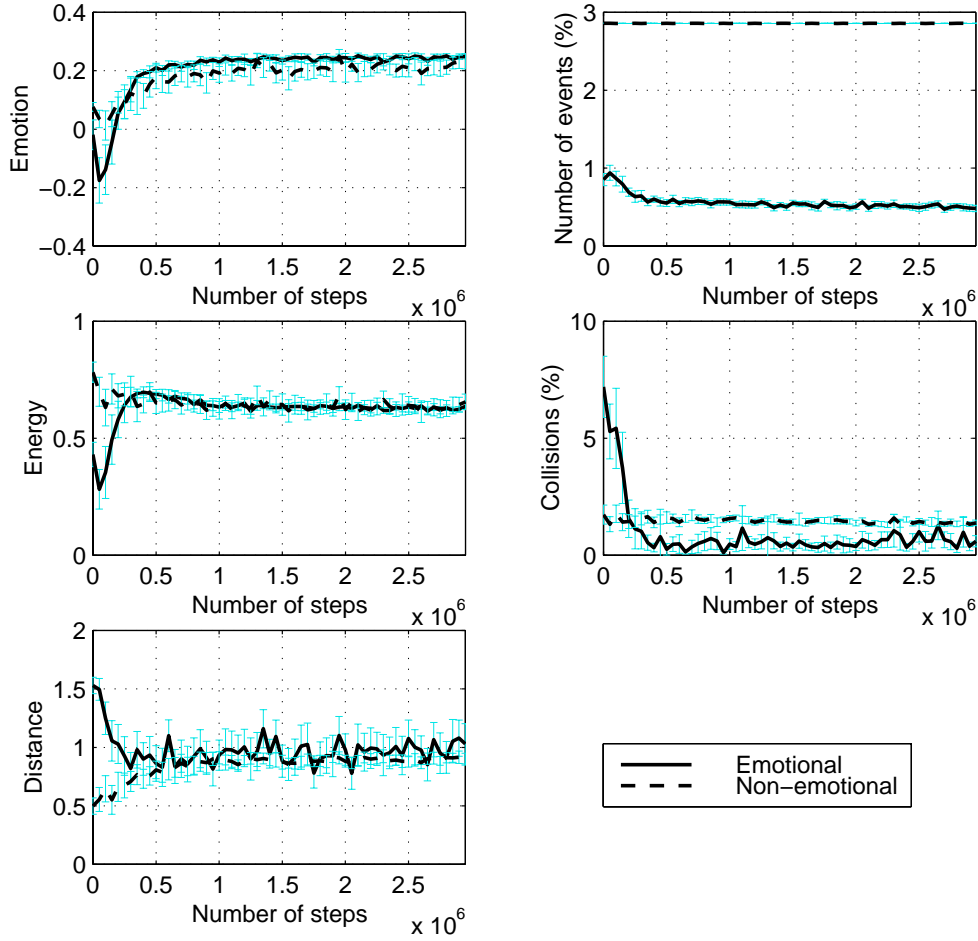 0.4
0.2
0
−0.2
−0.4
Emotion
0 0.5 1 1.5 2 2.5
Number of steps
x 10^6
3
2
1
0
Number of events (%)
0 0.5 1 1.5 2 2.5
Number of steps
x 10^6
1
0.5
0
Energy
0 0.5 1 1.5 2 2.5
Number of steps
x 10^6
10
5
0
Collisions (%)
0 0.5 1 1.5 2 2.5
Number of steps
x 10^6
2
1.5
1
0.5
0
Distance
0 0.5 1 1.5 2 2.5
Number of steps
x 10^6
Emotional
Non−emotional